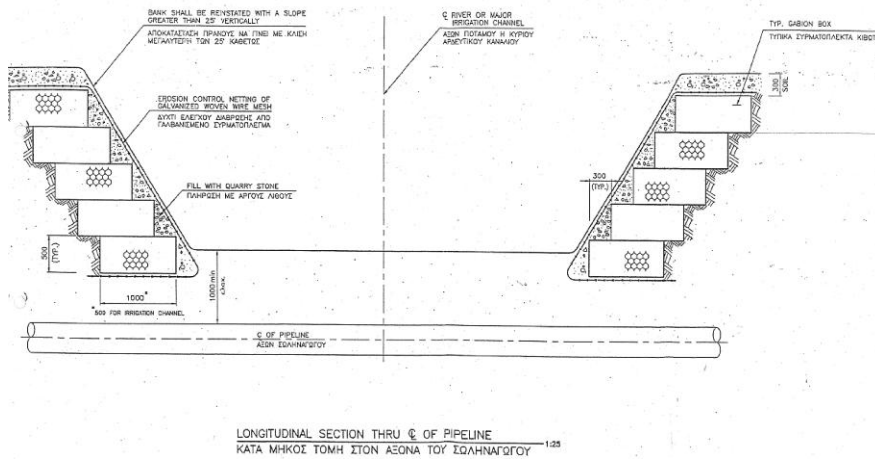 BANK SHALL BE REINSTATED WITH A SLOPE
GREATER THAN 25° VERTICALLY
ΑΠΟΚΑΤΑΣΤΑΣΗ ΠΡΑΝΟΥΣ ΝΑ ΓΙΝΕΙ ΜΕ ΚΛΙΣΗ
ΜΕΓΑΛΥΤΕΡΗ ΤΩΝ 25° ΚΑΘΕΤΩΣ
EROSION CONTROL NETTING OF
GALVANIZED WOVEN WIRE MESH
ΔΥΧΤΙ ΕΛΕΓΧΟΥ ΔΙΑΒΡΩΣΗΣ ΑΠΟ
ΓΑΛΒΑΝΙΣΜΕΝΟ ΣΥΡΜΑΤΟΠΛΕΓΜΑ
FILL WITH QUARRY STONE
ΠΛΗΡΩΣΗ ΜΕ ΑΡΓΟΥΣ ΛΙΘΟΥΣ
500
(TYP.)
1000*
*500 FOR IRRIGATION CHANNEL
1000 min
ελαχ.
℄ RIVER OR MAJOR
IRRIGATION CHANNEL
ΑΞΩΝ ΠΟΤΑΜΟΥ Η ΚΥΡΙΟΥ
ΑΡΔΕΥΤΙΚΟΥ ΚΑΝΑΛΙΟΥ
TYP. GABION BOX
ΤΥΠΙΚΑ ΣΥΡΜΑΤΟΠΛΕΚΤΑ ΚΙΒΩΤ
300
SOIL
300
(TYP.)
℄ OF PIPELINE
ΑΞΩΝ ΣΩΛΗΝΑΓΩΓΟΥ
LONGITUDINAL SECTION THRU ℄ OF PIPELINE
ΚΑΤΑ ΜΗΚΟΣ ΤΟΜΗ ΣΤΟΝ ΑΞΟΝΑ ΤΟΥ ΣΩΛΗΝΑΓΩΓΟΥ 1:25